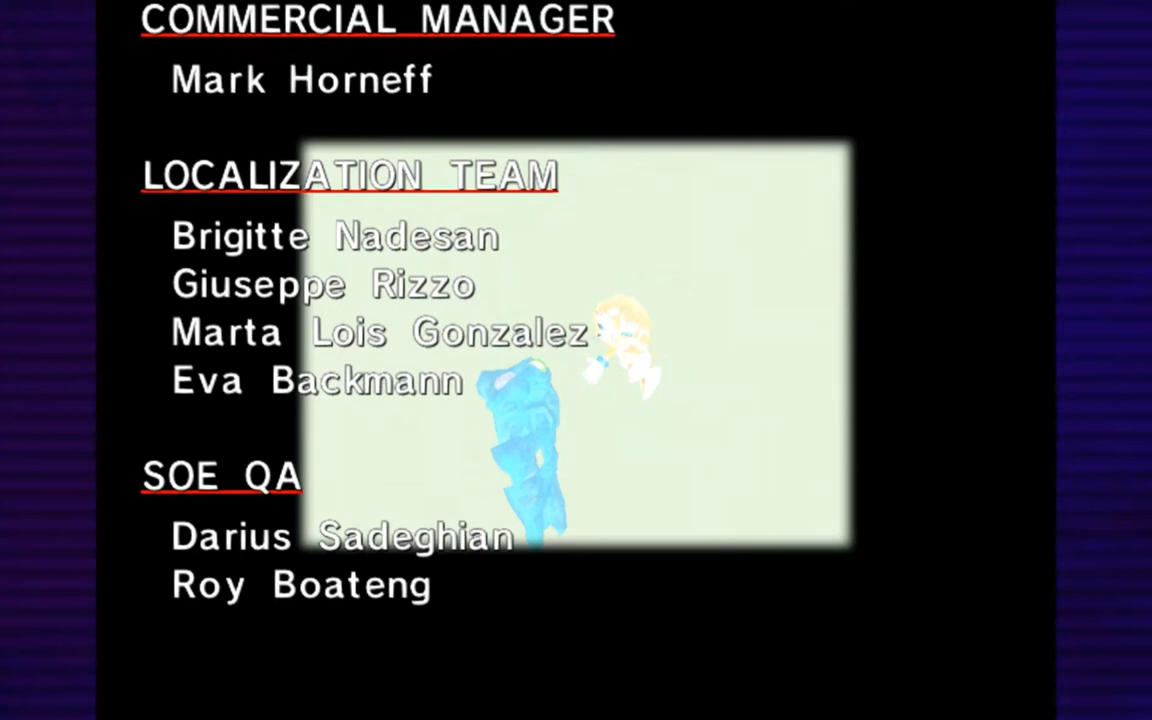 COMMERCIAL MANAGER
Mark Horneff
LOCALIZATION TEAM
Brigitte Nadesan
Giuseppe Rizzo
Marta Lois Gonzalez
Eva Backmann
SOE QA
Darius Sadeghian
Roy Boateng